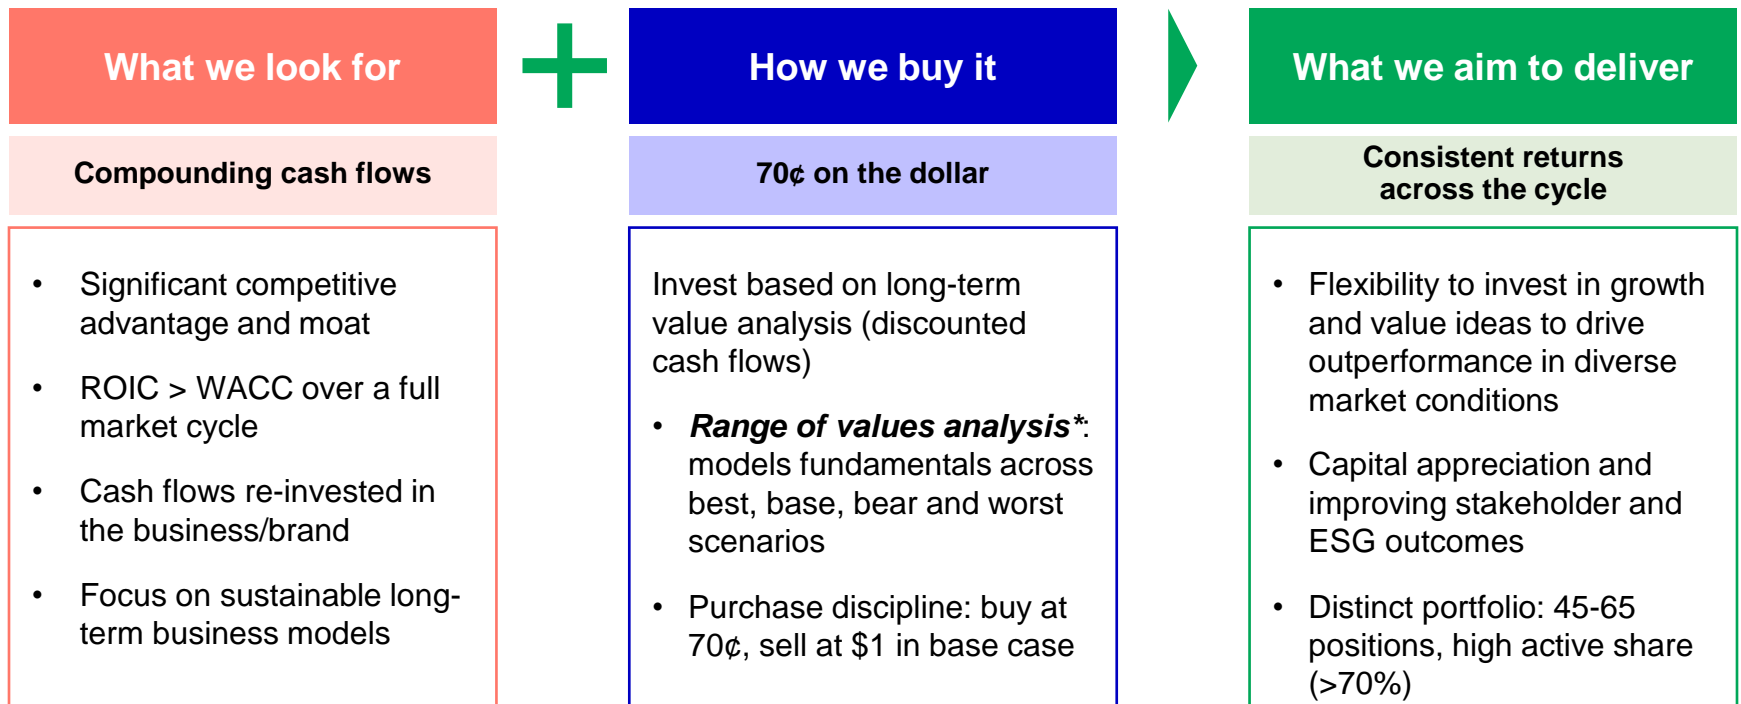 What we look for
Compounding cash flows
• Significant competitive
advantage and moat
• ROIC > WACC over a full
market cycle
• Cash flows re-invested in
the business/brand
• Focus on sustainable long-
term business models
How we buy it
70¢ on the dollar
Invest based on long-term
value analysis (discounted
cash flows)
• Range of values analysis*:
models fundamentals across
best, base, bear and worst
scenarios
• Purchase discipline: buy at
70¢, sell at $1 in base case
What we aim to deliver
Consistent returns
across the cycle
• Flexibility to invest in growth
and value ideas to drive
outperformance in diverse
market conditions
• Capital appreciation and
improving stakeholder and
ESG outcomes
• Distinct portfolio: 45-65
positions, high active share
(>70%)